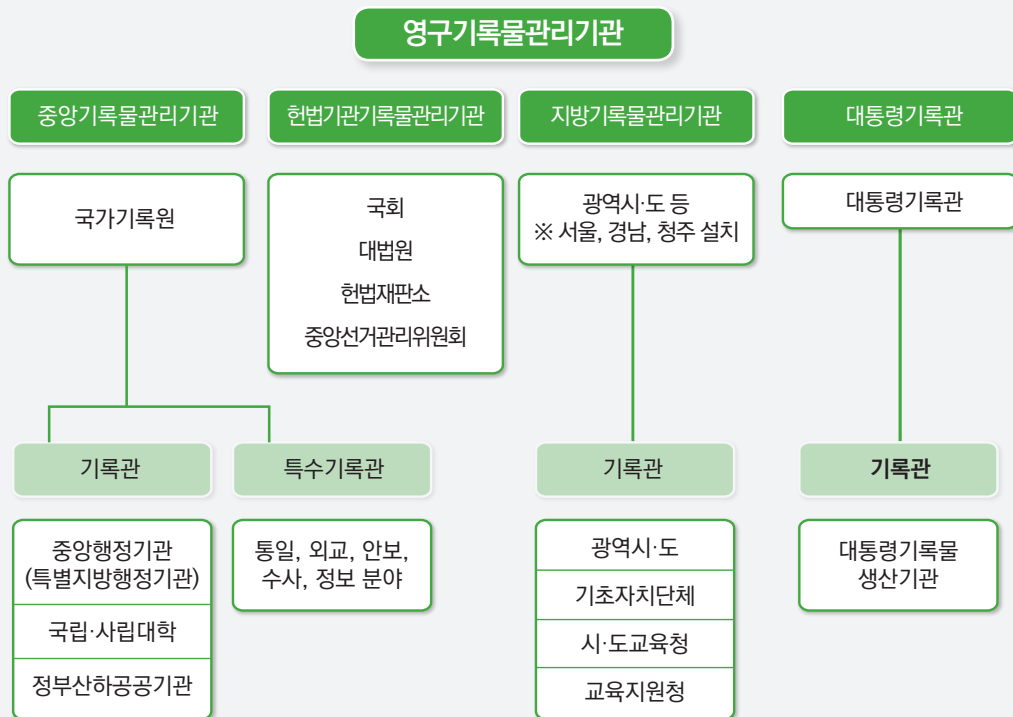 영구기록물관리기관
중앙기록물관리기관
헌법기관기록물관리기관
지방기록물관리기관
대통령기록관
국가기록원
국회
대법원
헌법재판소
중앙선거관리위원회
광역시·도 등
※ 서울, 경남, 청주 설치
대통령기록관
기록관
특수기록관
기록관
기록관
중앙행정기관
(특별지방행정기관)
국립·사립대학
정부산하공공기관
통일, 외교, 안보,
수사, 정보 분야
광역시·도
기초자치단체
시·도교육청
교육지원청
대통령기록물
생산기관